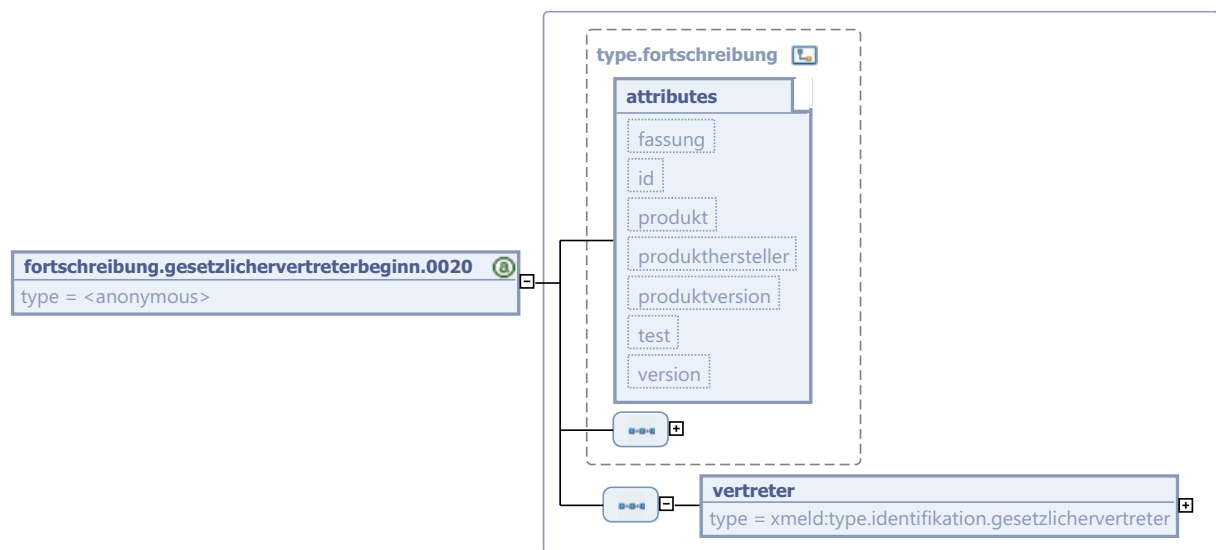 type.fortschreibung
attributes
fassung
id
produkt
produkthersteller
produktversion
test
version
fortschreibung.gesetzlichervertreterbeginn.0020
type = <anonymous>
vertreter
type = xmeld:type.identifikation.gesetzlichervertreter